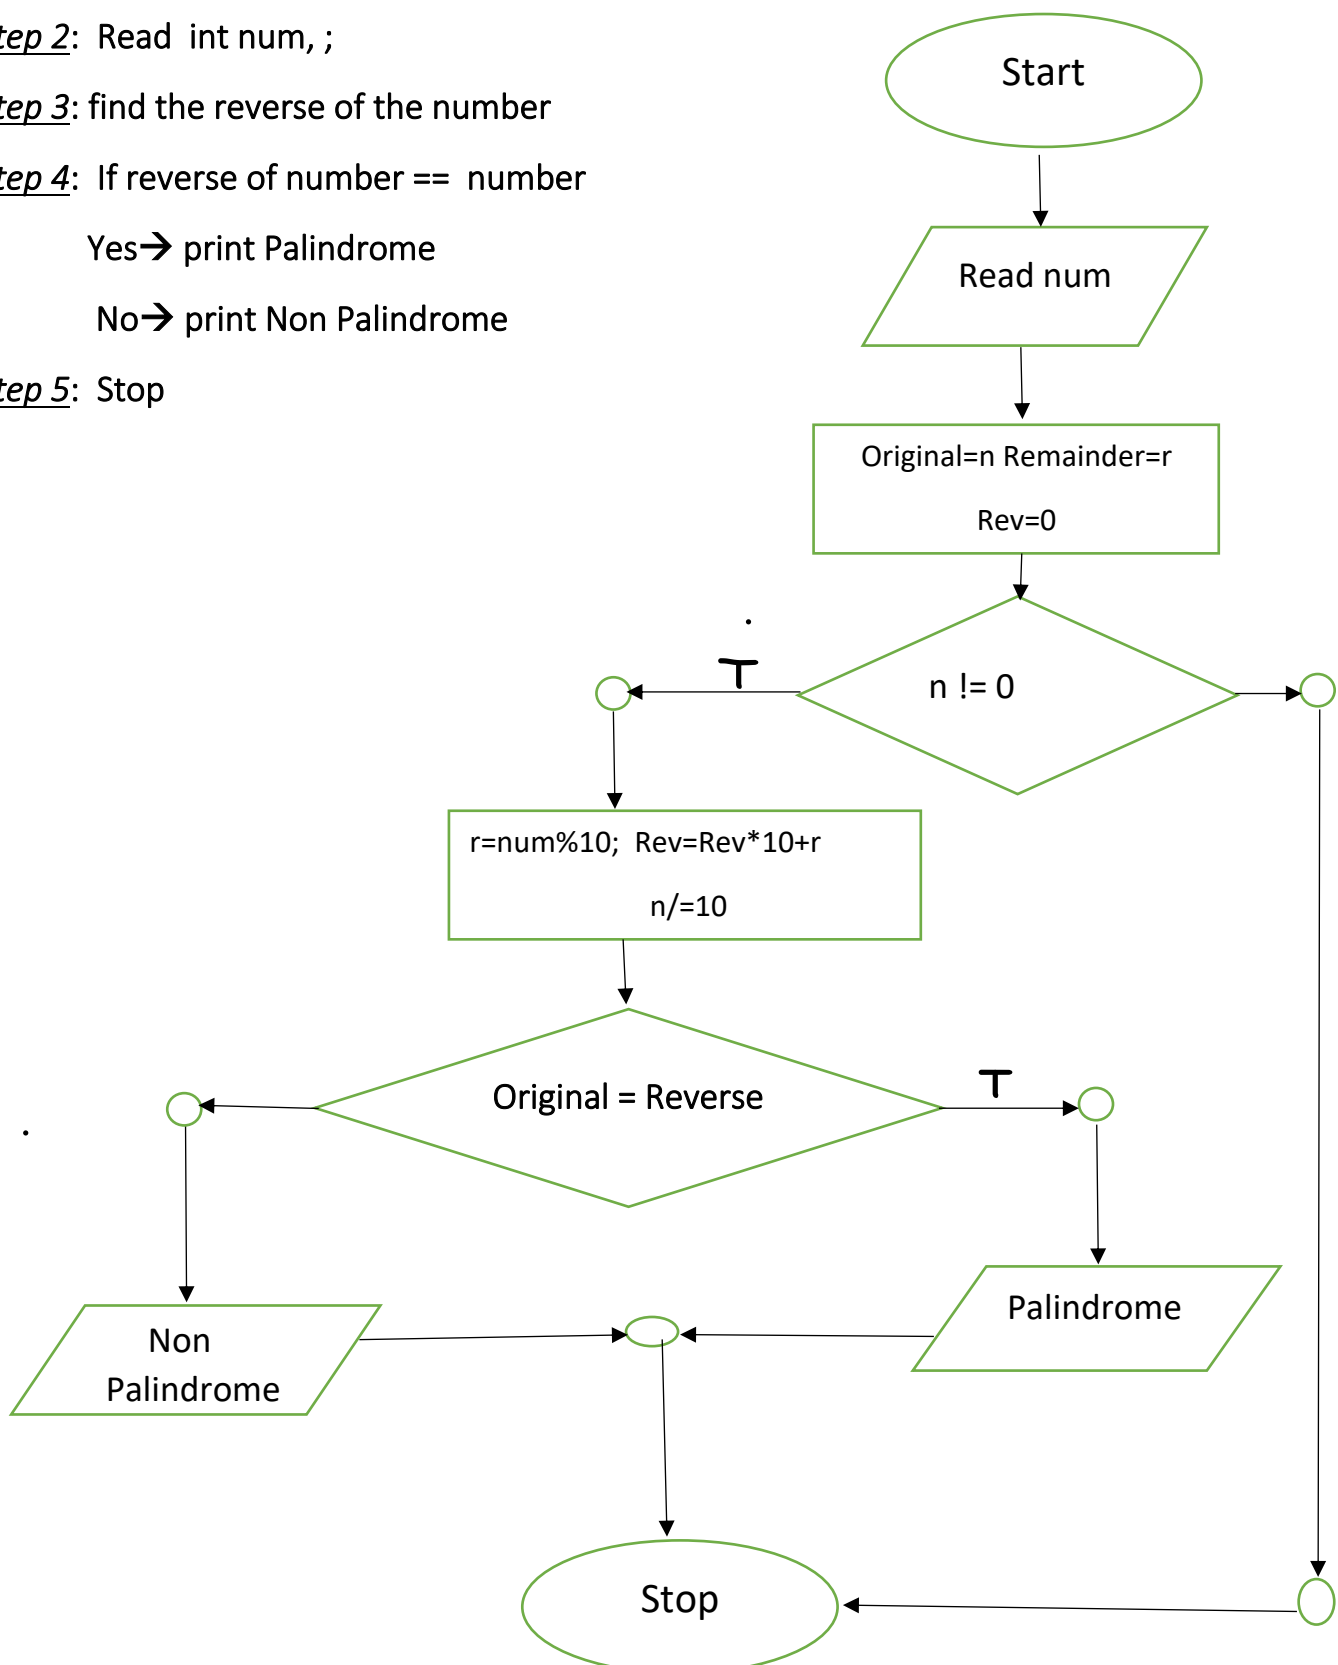 tep 2: Read int num, ;
tep 3: find the reverse of the number
tep 4: If reverse of number == number
Yes→ print Palindrome
No→ print Non Palindrome
tep 5: Stop
Start
Read num
Original=n Remainder=r
Rev=0
n != 0
T
r=num%10; Rev=Rev*10+r
n/=10
Original = Reverse
T
Non
Palindrome
Palindrome
Stop